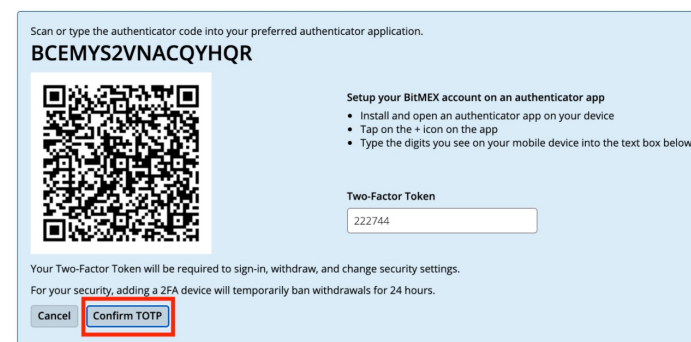 Scan or type the authenticator code into your preferred authenticator application.
BCEMYS2VNACQYHQR
Setup your BitMEX account on an authenticator app
• Install and open an authenticator app on your device
• Tap on the + icon on the app
• Type the digits you see on your mobile device into the text box below
Two-Factor Token
222744
Your Two-Factor Token will be required to sign-in, withdraw, and change security settings.
For your security, adding a 2FA device will temporarily ban withdrawals for 24 hours.
Cancel Confirm TOTP